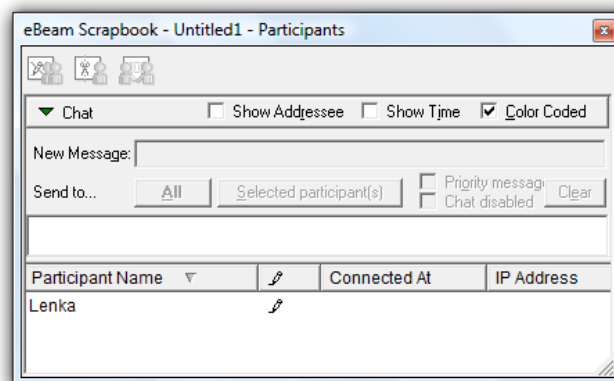 eBeam Scrapbook - Untitled1 - Participants
Chat Show Addressee Show Time Color Coded
New Message:
Send to... All Selected participant(s) Priority messag Clear
Chat disabled
Participant Name Connected At IP Address
Lenka